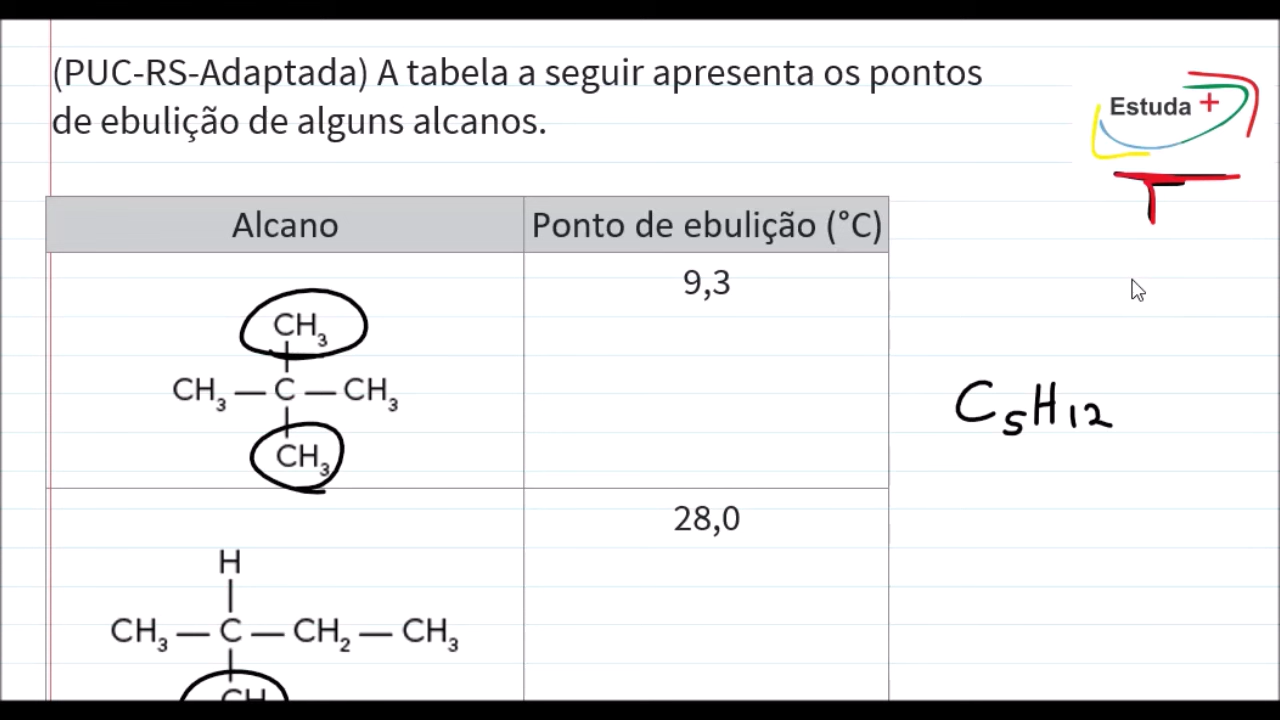 (PUC-RS-Adaptada) A tabela a seguir apresenta os pontos
de ebulição de alguns alcanos.
Estuda +
T
Alcano
Ponto de ebulição (°C)
9,3
CH₃
CH₃ — C — CH₃
CH₃
C₅H₁₂
28,0
H
CH₃ — C — CH₂ — CH₃